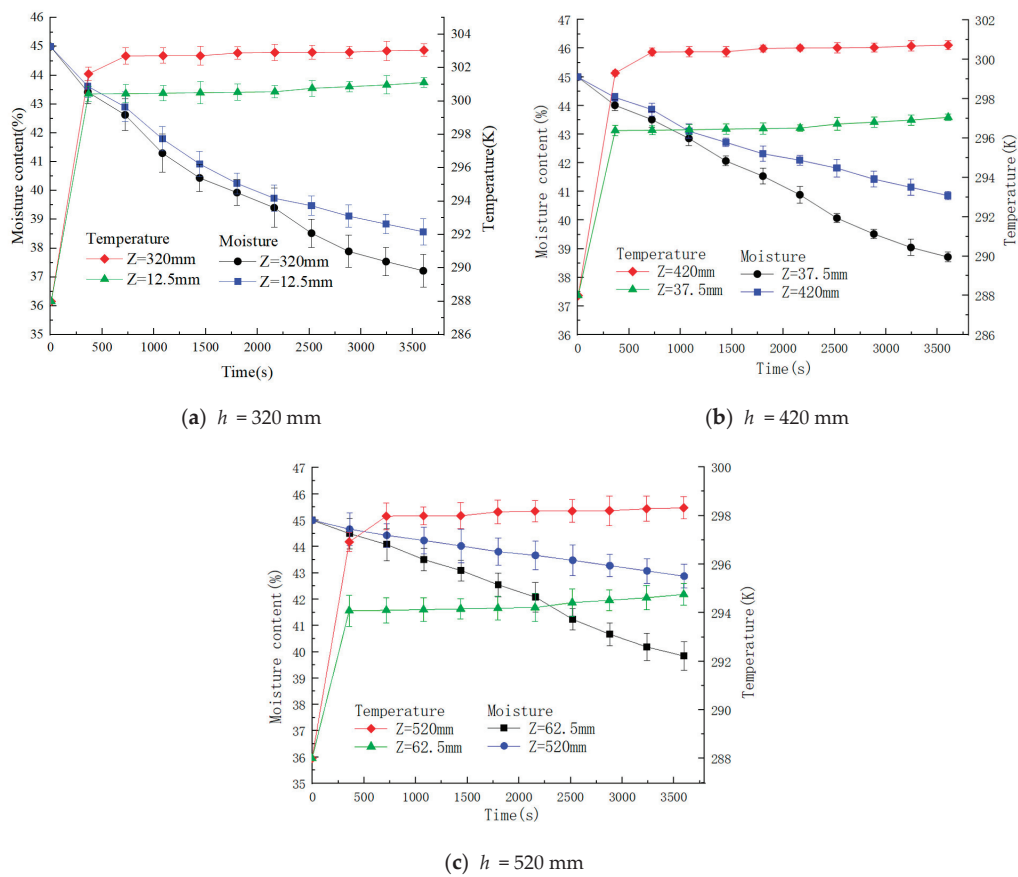 46
45
44
43
42
41
40
39
38
37
36
35
Moisture content(%)
304
302
300
298
296
294
292
290
288
286
Temperature(K)
Temperature Moisture
Z=320mm Z=320mm
Z=12.5mm Z=12.5mm
0 500 1000 1500 2000 2500 3000 3500
Time(s)
(a) h = 320 mm
47
46
45
44
43
42
41
40
39
38
37
36
Moisture content(%)
302
300
298
296
294
292
290
288
286
Temperature(K)
Temperature Moisture
Z=420mm Z=37.5mm
Z=37.5mm Z=420mm
0 500 1000 1500 2000 2500 3000 3500
Time(s)
(b) h = 420 mm
47
46
45
44
43
42
41
40
39
38
37
36
35
Moisture content(%)
300
298
296
294
292
290
288
Temperature(K)
Temperature Moisture
Z=520mm Z=62.5mm
Z=62.5mm Z=520mm
0 500 1000 1500 2000 2500 3000 3500
Time(s)
(c) h = 520 mm